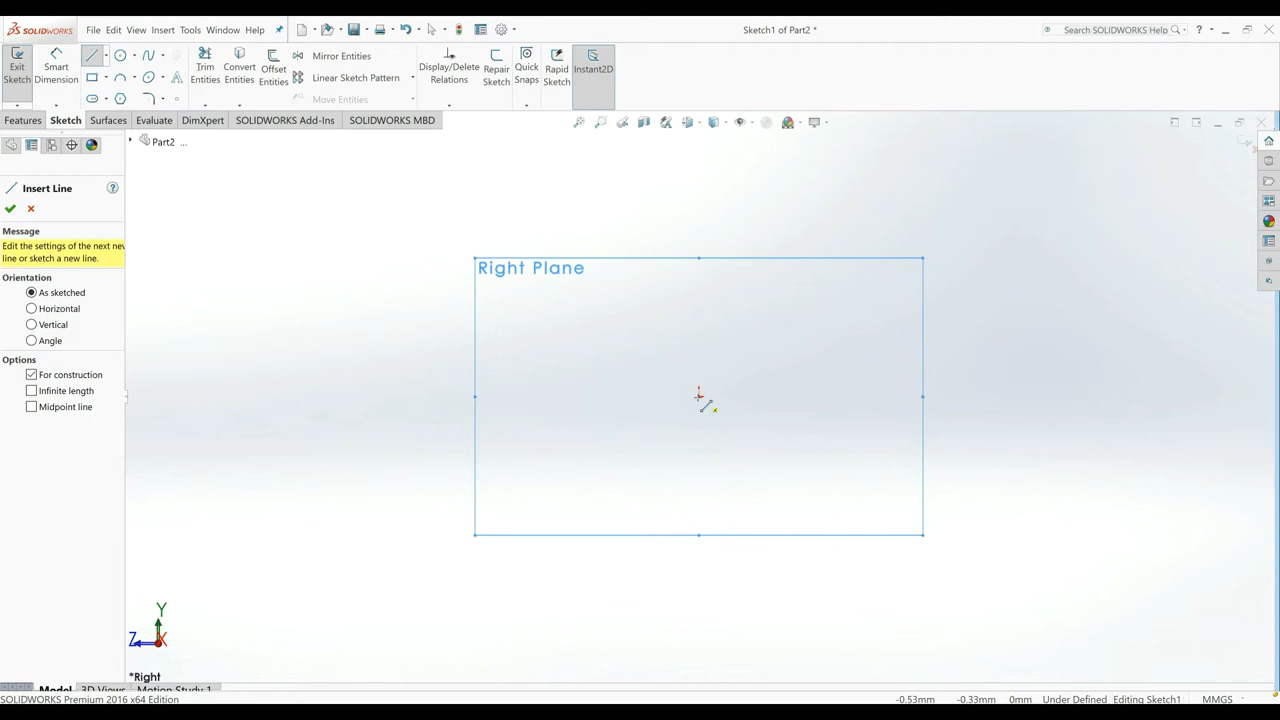 SOLIDWORKS File Edit View Insert Tools Window Help Sketch1 of Part2 * Search SOLIDWORKS Help
Exit Sketch
Smart Dimension
Trim Entities
Convert Entities
Offset Entities
Mirror Entities
Linear Sketch Pattern
Move Entities
Display/Delete Relations
Repair Sketch
Quick Snaps
Rapid Sketch
Instant2D
Features Sketch Surfaces Evaluate DimXpert SOLIDWORKS Add-Ins SOLIDWORKS MBD
Part2 ...
Insert Line
Message
Edit the settings of the next ne
line or sketch a new line.
Orientation
As sketched
Horizontal
Vertical
Angle
Options
For construction
Infinite length
Midpoint line
Right Plane
Y
Z X
*Right
Model 3D Views Motion Study 1
SOLIDWORKS Premium 2016 x64 Edition -0.53mm -0.33mm 0mm Under Defined Editing Sketch1 MMGS